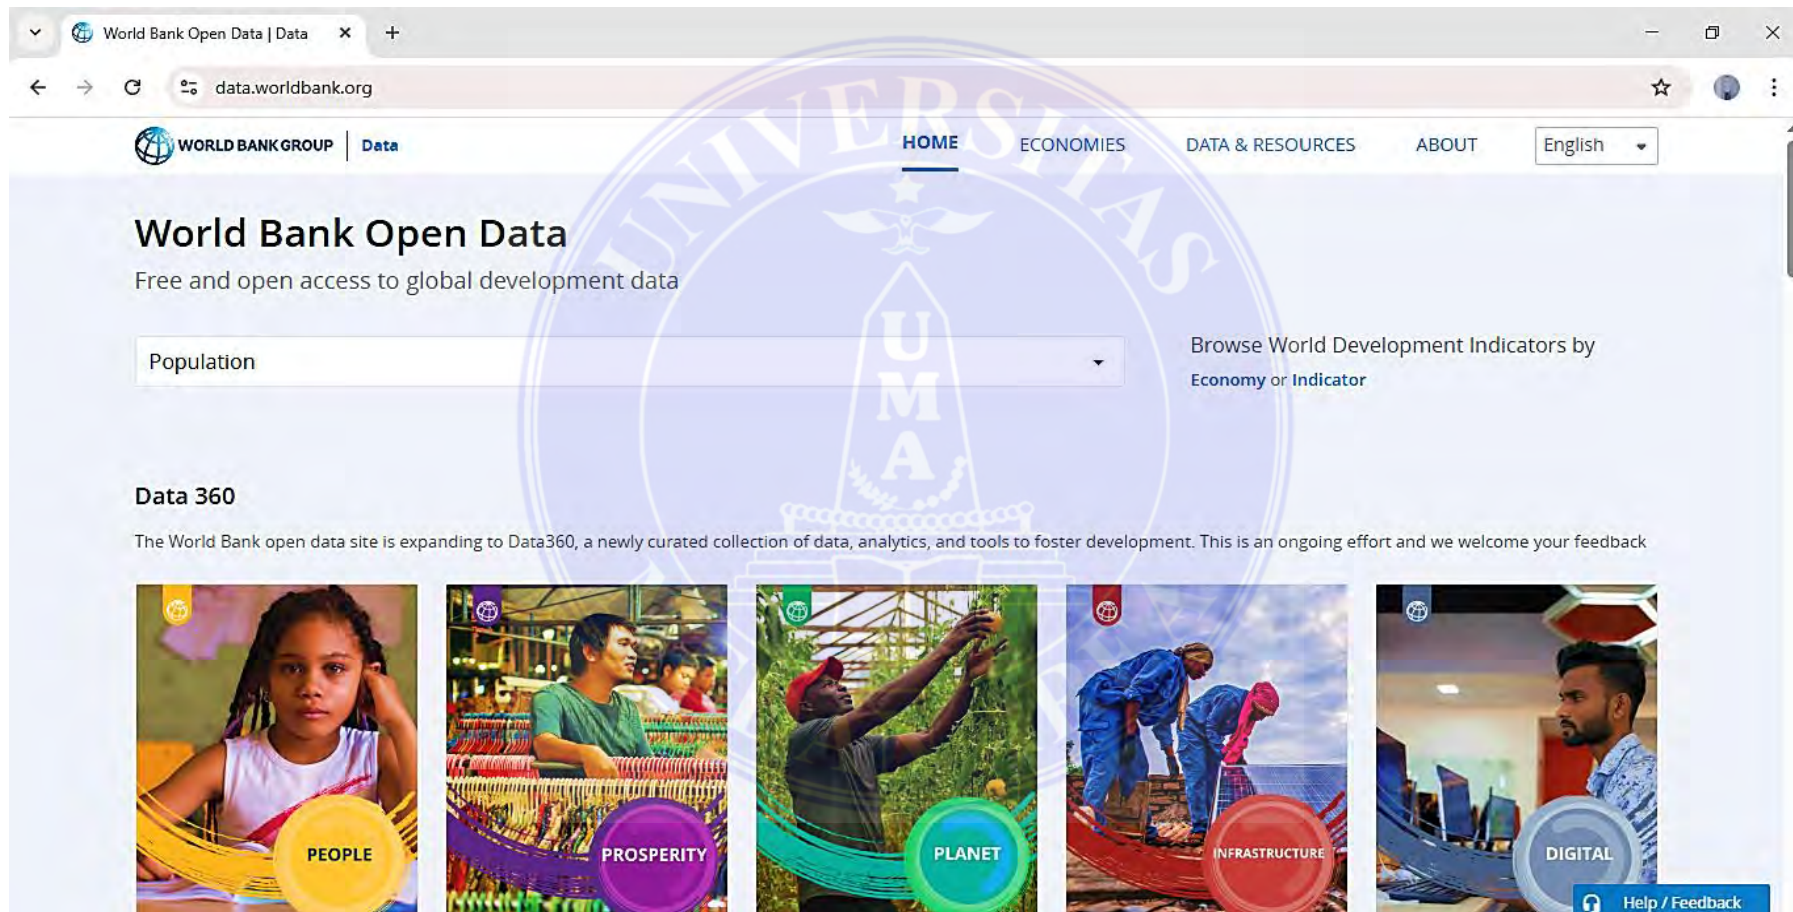 World Bank Open Data | Data
data.worldbank.org
WORLD BANK GROUP Data HOME ECONOMIES DATA & RESOURCES ABOUT English
World Bank Open Data
Free and open access to global development data
Population
Browse World Development Indicators by
Economy or Indicator
Data 360
The World Bank open data site is expanding to Data360, a newly curated collection of data, analytics, and tools to foster development. This is an ongoing effort and we welcome your feedback
PEOPLE PROSPERITY PLANET INFRASTRUCTURE DIGITAL
Help / Feedback
UNIVERSITAS
UMA